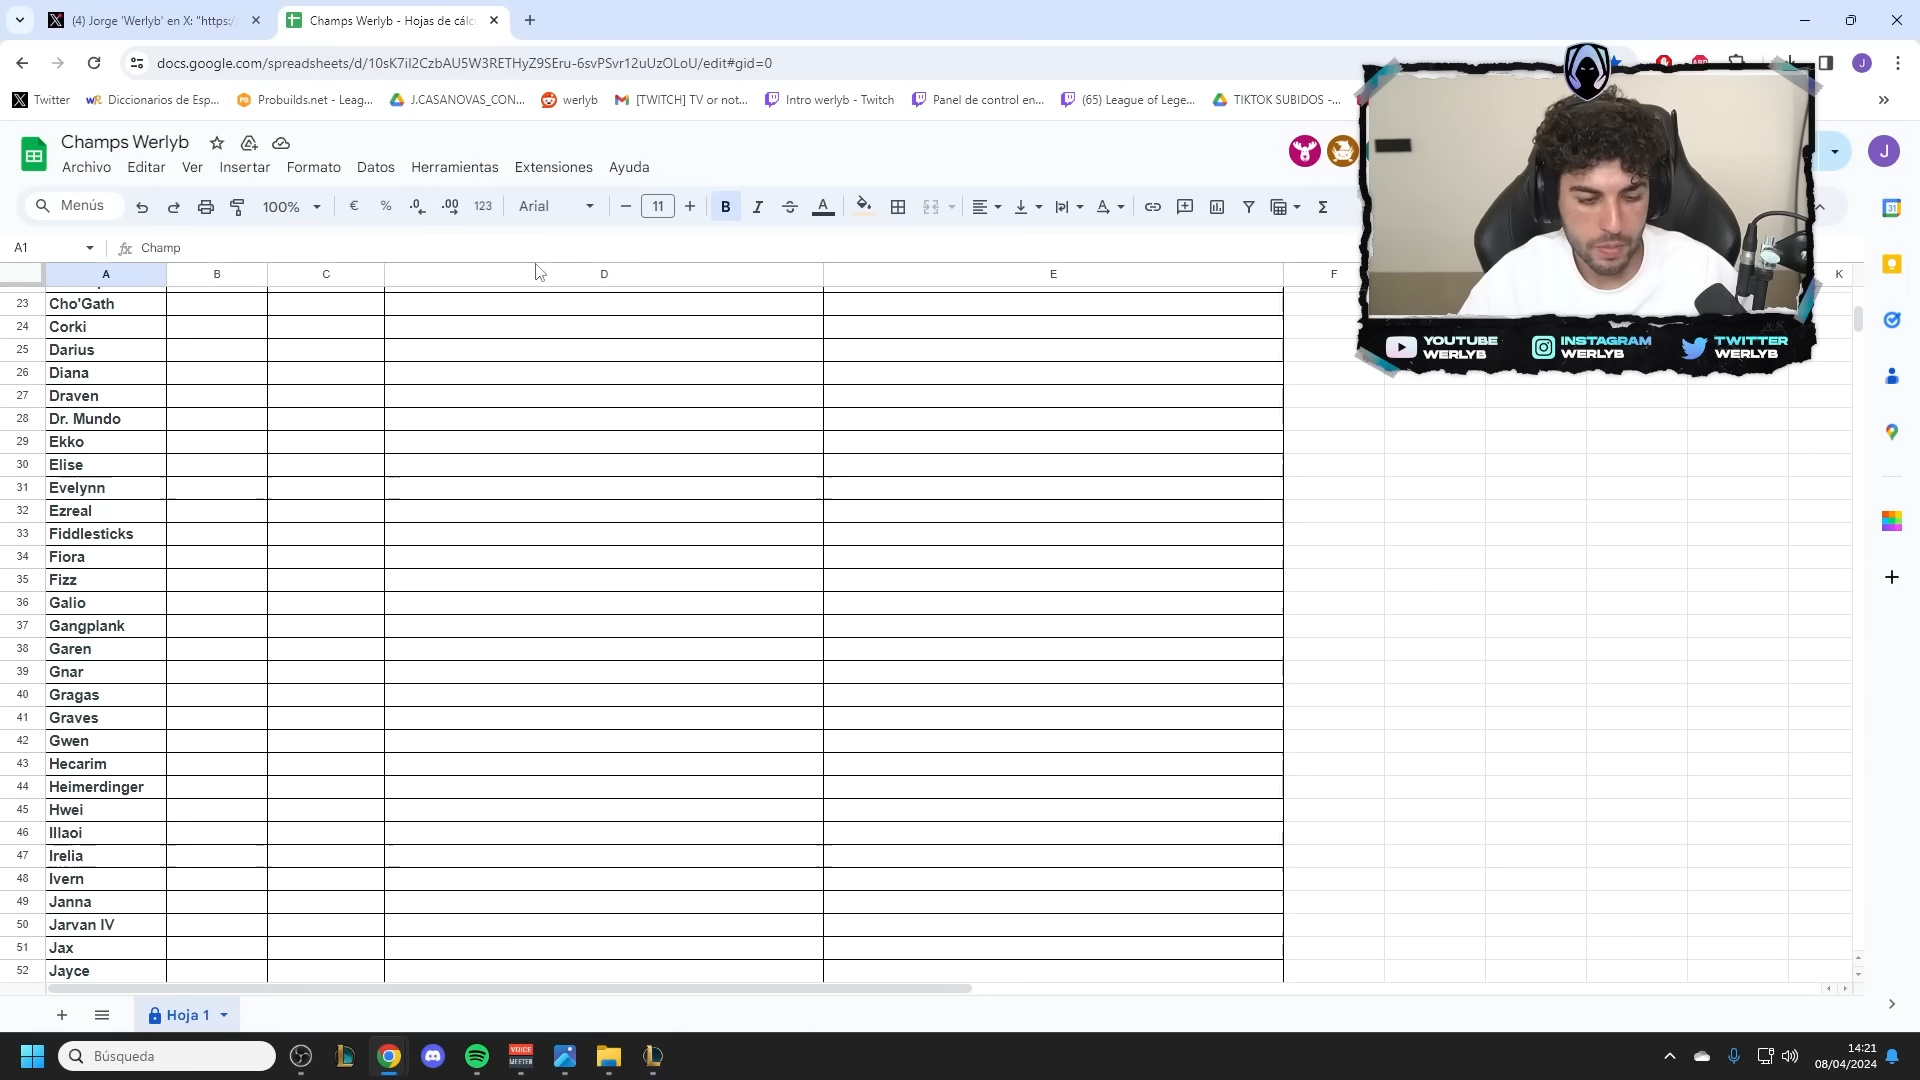 (4) Jorge 'Werlyb' en X: "https:/
Champs Werlyb - Hojas de cálc
docs.google.com/spreadsheets/d/10sK7il2CzbAU5W3RETHyZ9SEru-6svPSvr12uUzOLoU/edit#gid=0
J
Twitter
Diccionarios de Esp...
Probuilds.net - Leag...
J.CASANOVAS_CON...
werlyb
[TWITCH] TV or not...
Intro werlyb - Twitch
Panel de control en...
(65) League of Lege...
TIKTOK SUBIDOS -...
Champs Werlyb
J
Archivo Editar Ver Insertar Formato Datos Herramientas Extensiones Ayuda
Menús 100% € % .0 .00 123 Arial 11 B I A
A1 fx Champ
A B C D E F K
23 Cho'Gath
24 Corki
25 Darius
26 Diana
27 Draven
28 Dr. Mundo
29 Ekko
30 Elise
31 Evelynn
32 Ezreal
33 Fiddlesticks
34 Fiora
35 Fizz
36 Galio
37 Gangplank
38 Garen
39 Gnar
40 Gragas
41 Graves
42 Gwen
43 Hecarim
44 Heimerdinger
45 Hwei
46 Illaoi
47 Irelia
48 Ivern
49 Janna
50 Jarvan IV
51 Jax
52 Jayce
YOUTUBE
WERLYB
INSTAGRAM
WERLYB
TWITTER
WERLYB
31
Hoja 1
Búsqueda
VOICE
MEETER
14:21
08/04/2024